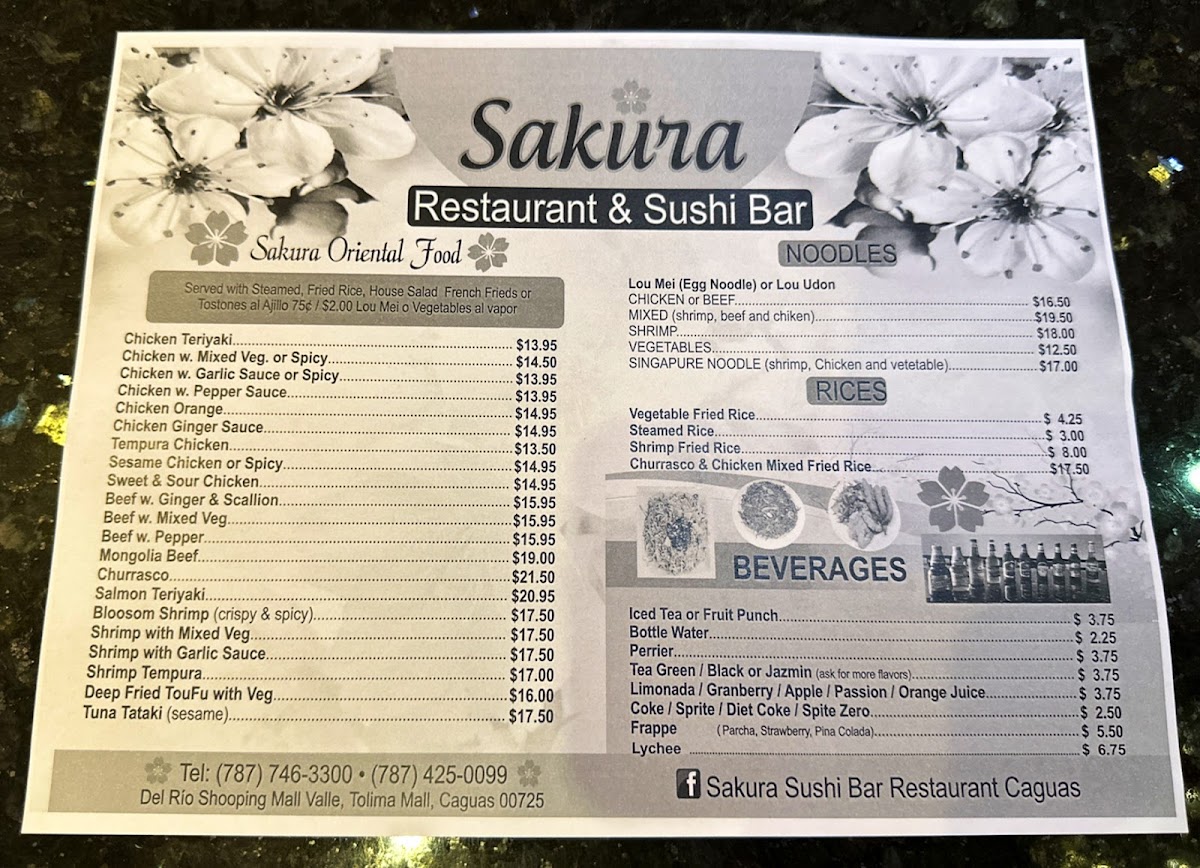 Sakura
Restaurant & Sushi Bar
Sakura Oriental Food
Served with Steamed, Fried Rice, House Salad French Frieds or
Tostones al Ajillo 75¢ / $2.00 Lou Mei o Vegetables al vapor
Chicken Teriyaki $13.95
Chicken w. Mixed Veg. or Spicy $14.50
Chicken w. Garlic Sauce or Spicy $13.95
Chicken w. Pepper Sauce $13.95
Chicken Orange $14.95
Chicken Ginger Sauce $14.95
Tempura Chicken $13.50
Sesame Chicken or Spicy $14.95
Sweet & Sour Chicken $14.95
Beef w. Ginger & Scallion $15.95
Beef w. Mixed Veg $15.95
Beef w. Pepper $15.95
Mongolia Beef $19.00
Churrasco $21.50
Salmon Teriyaki $20.95
Bloosom Shrimp (crispy & spicy) $17.50
Shrimp with Mixed Veg $17.50
Shrimp with Garlic Sauce $17.50
Shrimp Tempura $17.00
Deep Fried TouFu with Veg $16.00
Tuna Tataki (sesame) $17.50
NOODLES
Lou Mei (Egg Noodle) or Lou Udon
CHICKEN or BEEF $16.50
MIXED (shrimp, beef and chiken) $19.50
SHRIMP $18.00
VEGETABLES $12.50
SINGAPURE NOODLE (shrimp, Chicken and vetetable) $17.00
RICES
Vegetable Fried Rice $ 4.25
Steamed Rice $ 3.00
Shrimp Fried Rice $ 8.00
Churrasco & Chicken Mixed Fried Rice $17.50
BEVERAGES
Iced Tea or Fruit Punch $ 3.75
Bottle Water $ 2.25
Perrier $ 3.75
Tea Green / Black or Jazmin (ask for more flavors) $ 3.75
Limonada / Granberry / Apple / Passion / Orange Juice $ 3.75
Coke / Sprite / Diet Coke / Spite Zero $ 2.50
Frappe (Parcha, Strawberry, Pina Colada) $ 5.50
Lychee $ 6.75
Tel: (787) 746-3300 • (787) 425-0099
Del Río Shooping Mall Valle, Tolima Mall, Caguas 00725
f Sakura Sushi Bar Restaurant Caguas